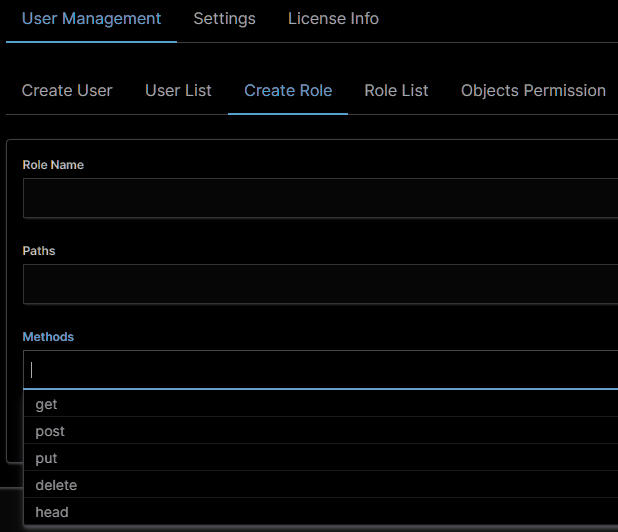 User Management Settings License Info
Create User User List Create Role Role List Objects Permission
Role Name
Paths
Methods
get
post
put
delete
head